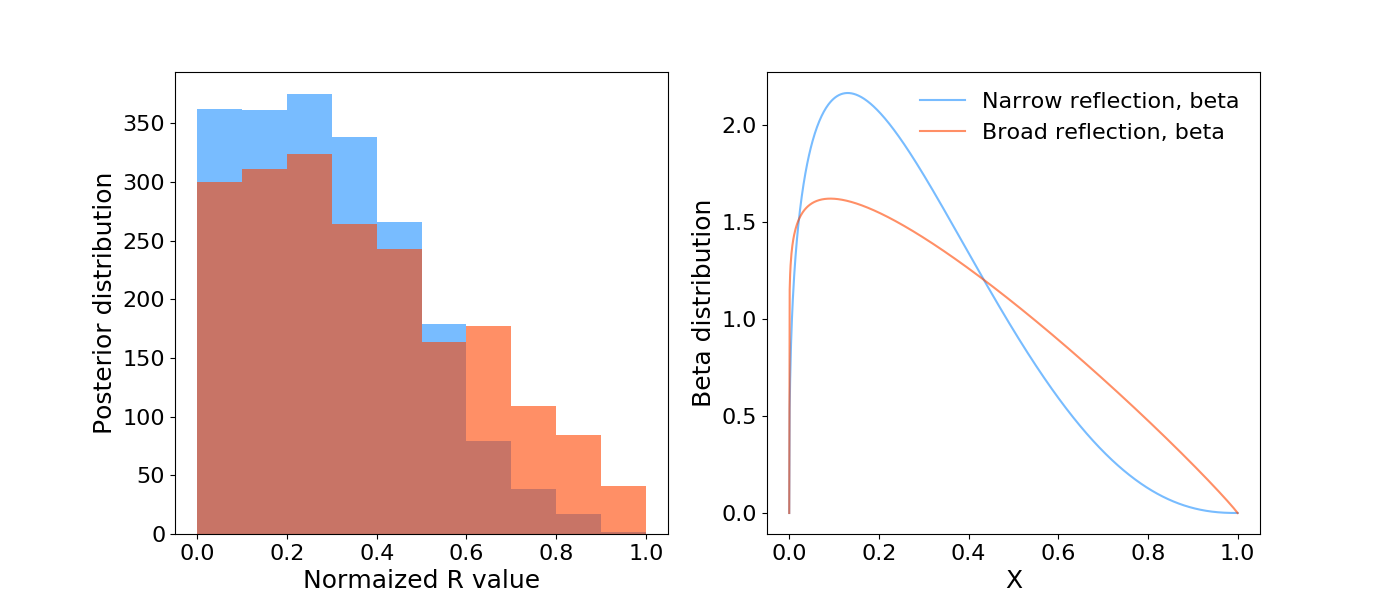 Posterior distribution
350
300
250
200
150
100
50
0
0.0 0.2 0.4 0.6 0.8 1.0
Normaized R value
Beta distribution
2.0
1.5
1.0
0.5
0.0
Narrow reflection, beta
Broad reflection, beta
0.0 0.2 0.4 0.6 0.8 1.0
X